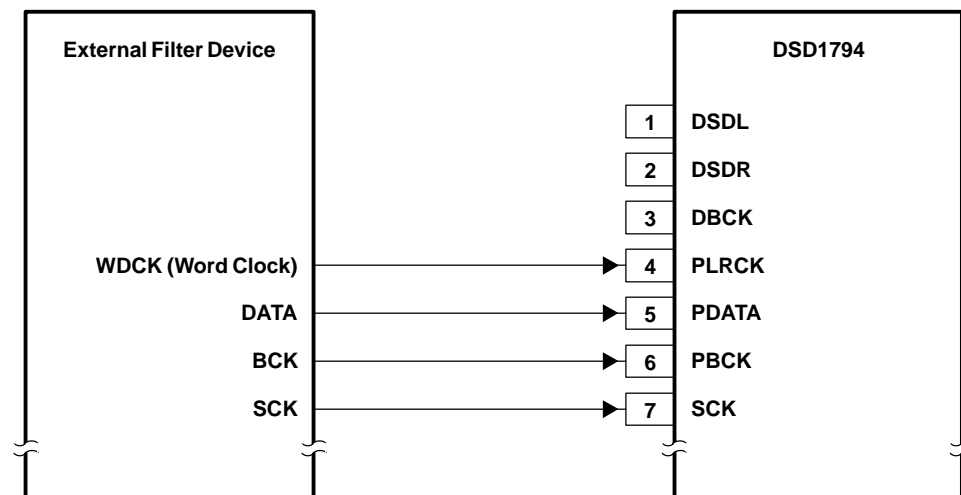 External Filter Device
DSD1794
1 DSDL
2 DSDR
3 DBCK
WDCK (Word Clock) 4 PLRCK
DATA 5 PDATA
BCK 6 PBCK
SCK 7 SCK